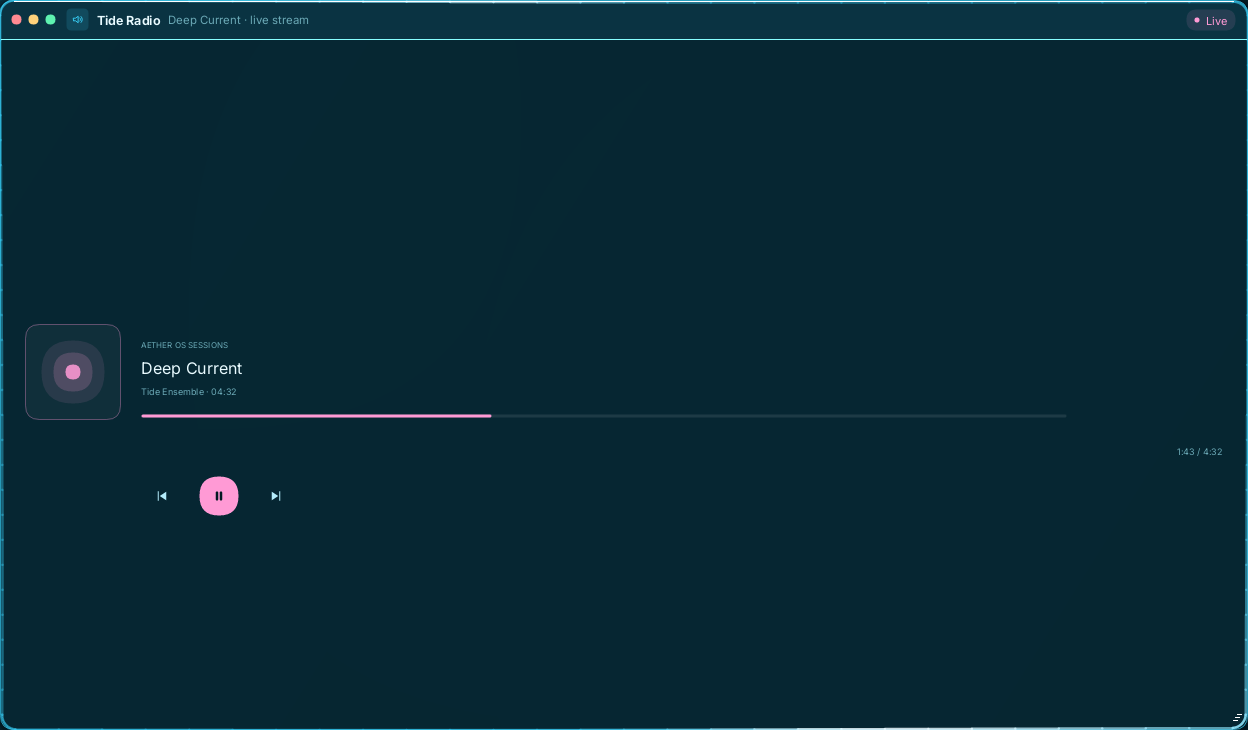 Tide Radio Deep Current · live stream
Live
AETHER OS SESSIONS
Deep Current
Tide Ensemble · 04:32
1:43 / 4:32